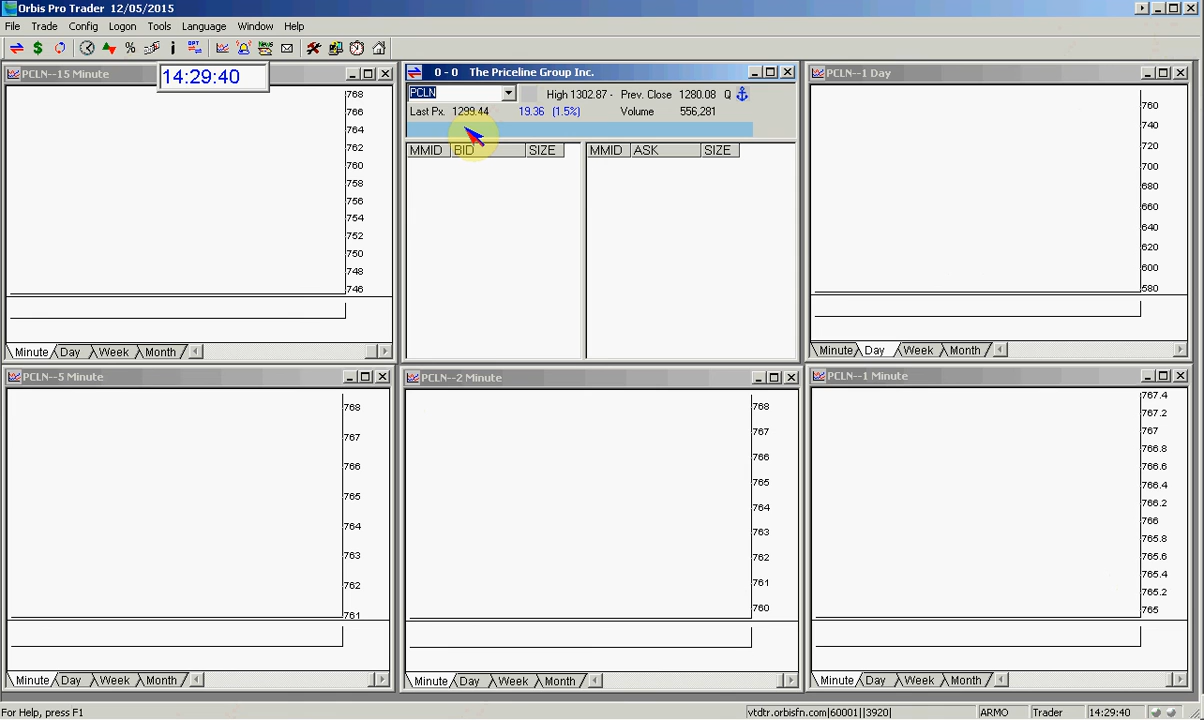 Orbis Pro Trader 12/05/2015
File Trade Config Logon Tools Language Window Help
PCLN--15 Minute
14:29:40
768
766
764
762
760
758
756
754
752
750
748
746
Minute Day Week Month
0 - 0 The Priceline Group Inc.
PCLN High 1302.87 - Prev. Close 1280.08 Q
Last Px. 1299.44 19.36 (1.5%) Volume 556,281
MMID BID SIZE MMID ASK SIZE
PCLN--1 Day
760
740
720
700
680
660
640
620
600
580
Minute Day Week Month
PCLN--5 Minute
768
767
766
765
764
763
762
761
Minute Day Week Month
PCLN--2 Minute
768
767
766
765
764
763
762
761
760
Minute Day Week Month
PCLN--1 Minute
767.4
767.2
767
766.8
766.6
766.4
766.2
766
765.8
765.6
765.4
765.2
765
Minute Day Week Month
For Help, press F1
vtdtr.orbisfn.com|60001||3920| ARMO Trader 14:29:40